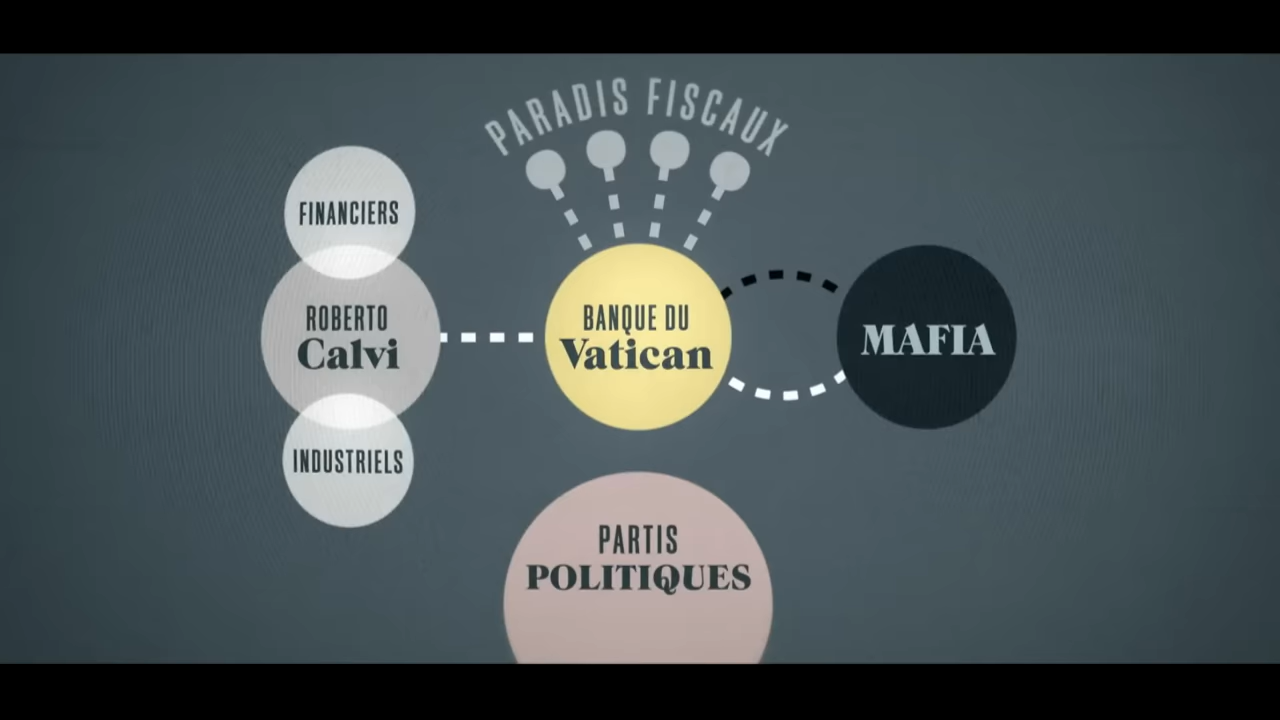 PARADIS FISCAUX
FINANCIERS
ROBERTO
Calvi
INDUSTRIELS
BANQUE DU
Vatican
MAFIA
PARTIS
POLITIQUES